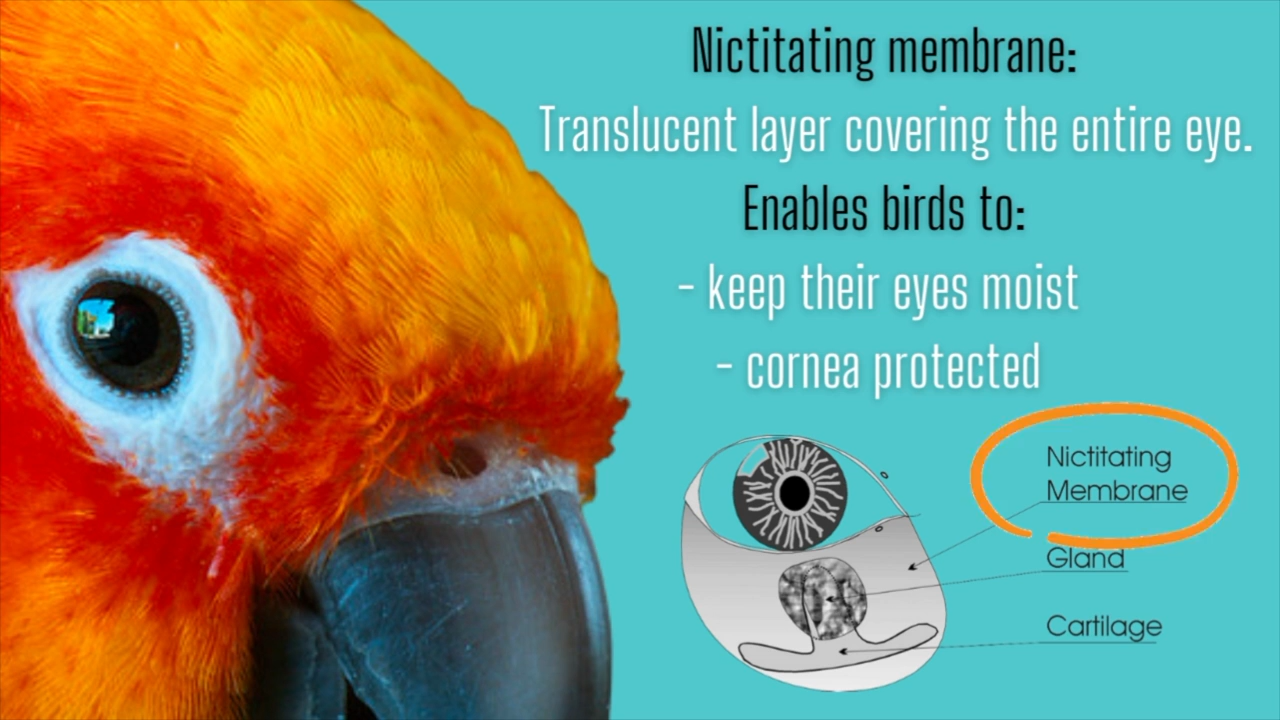 Nictitating membrane:
Translucent layer covering the entire eye.
Enables birds to:
- keep their eyes moist
- cornea protected
Nictitating
Membrane
Gland
Cartilage